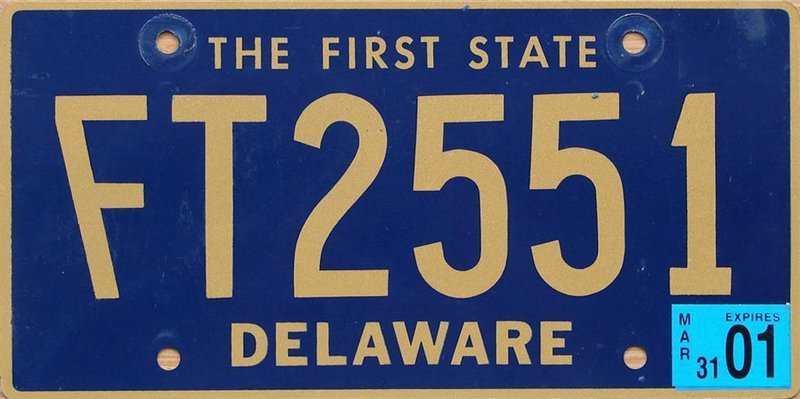 THE FIRST STATE
FT2551
DELAWARE
MAR 31 EXPIRES 01